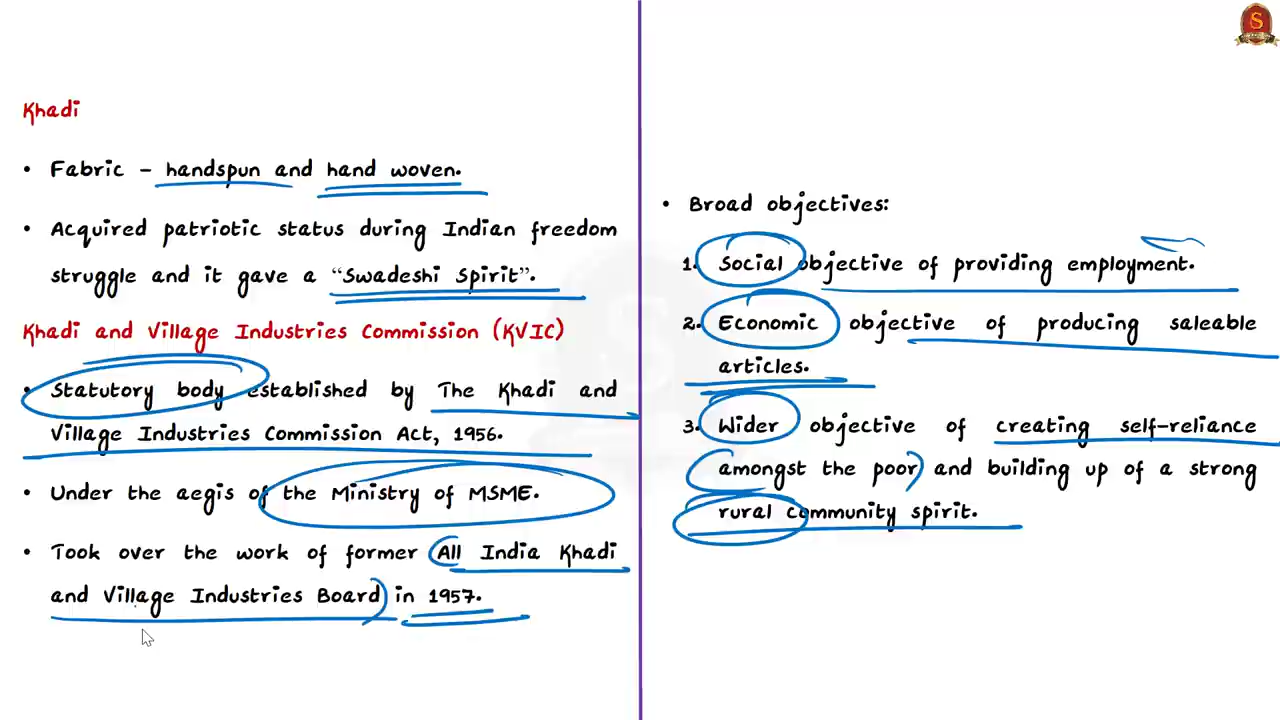 Khadi
• Fabric – handspun and hand woven.
• Acquired patriotic status during Indian freedom
struggle and it gave a “Swadeshi Spirit”.
Khadi and Village Industries Commission (KVIC)
• Statutory body established by The Khadi and
Village Industries Commission Act, 1956.
• Under the aegis of the Ministry of MSME.
• Took over the work of former All India Khadi
and Village Industries Board in 1957.
• Broad objectives:
1. Social objective of providing employment.
2. Economic objective of producing saleable
articles.
3. Wider objective of creating self-reliance
amongst the poor and building up of a strong
rural community spirit.